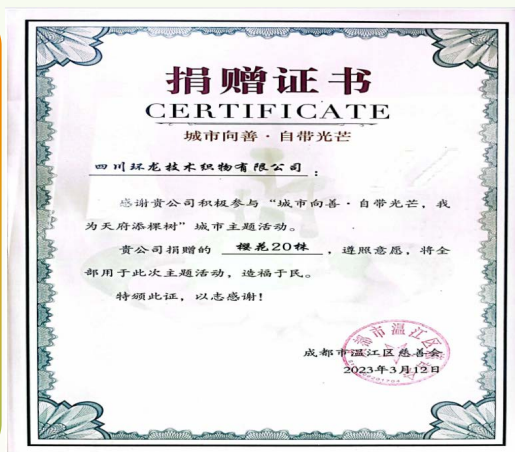 捐赠证书
CERTIFICATE
城市向善·自带光芒
四川环龙技术织物有限公司：
感谢贵公司积极参与“城市向善·自带光芒，我
为天府添棵树”城市主题活动。
贵公司捐赠的 樱花20株 ，遵照意愿，将全
部用于此次主题活动，造福于民。
特颁此证，以志感谢！
成都市温江区慈善会
2023年3月12日